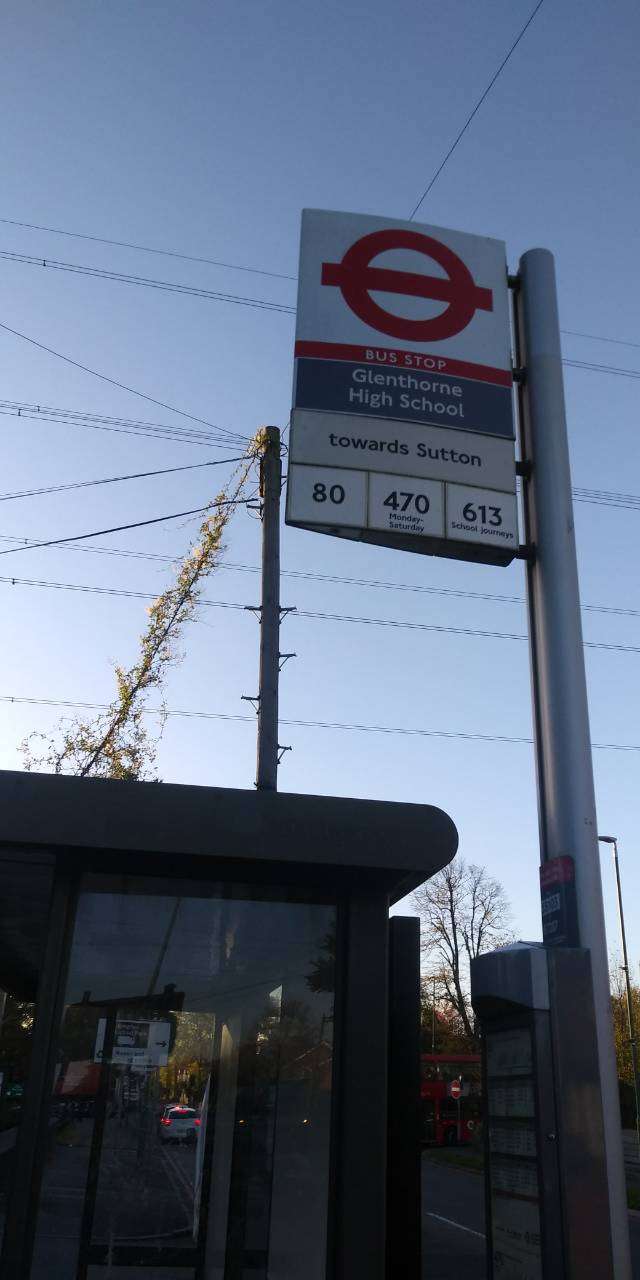 BUS STOP
Glenthorne
High School
towards Sutton
80
470
Monday-
Saturday
613
School journeys